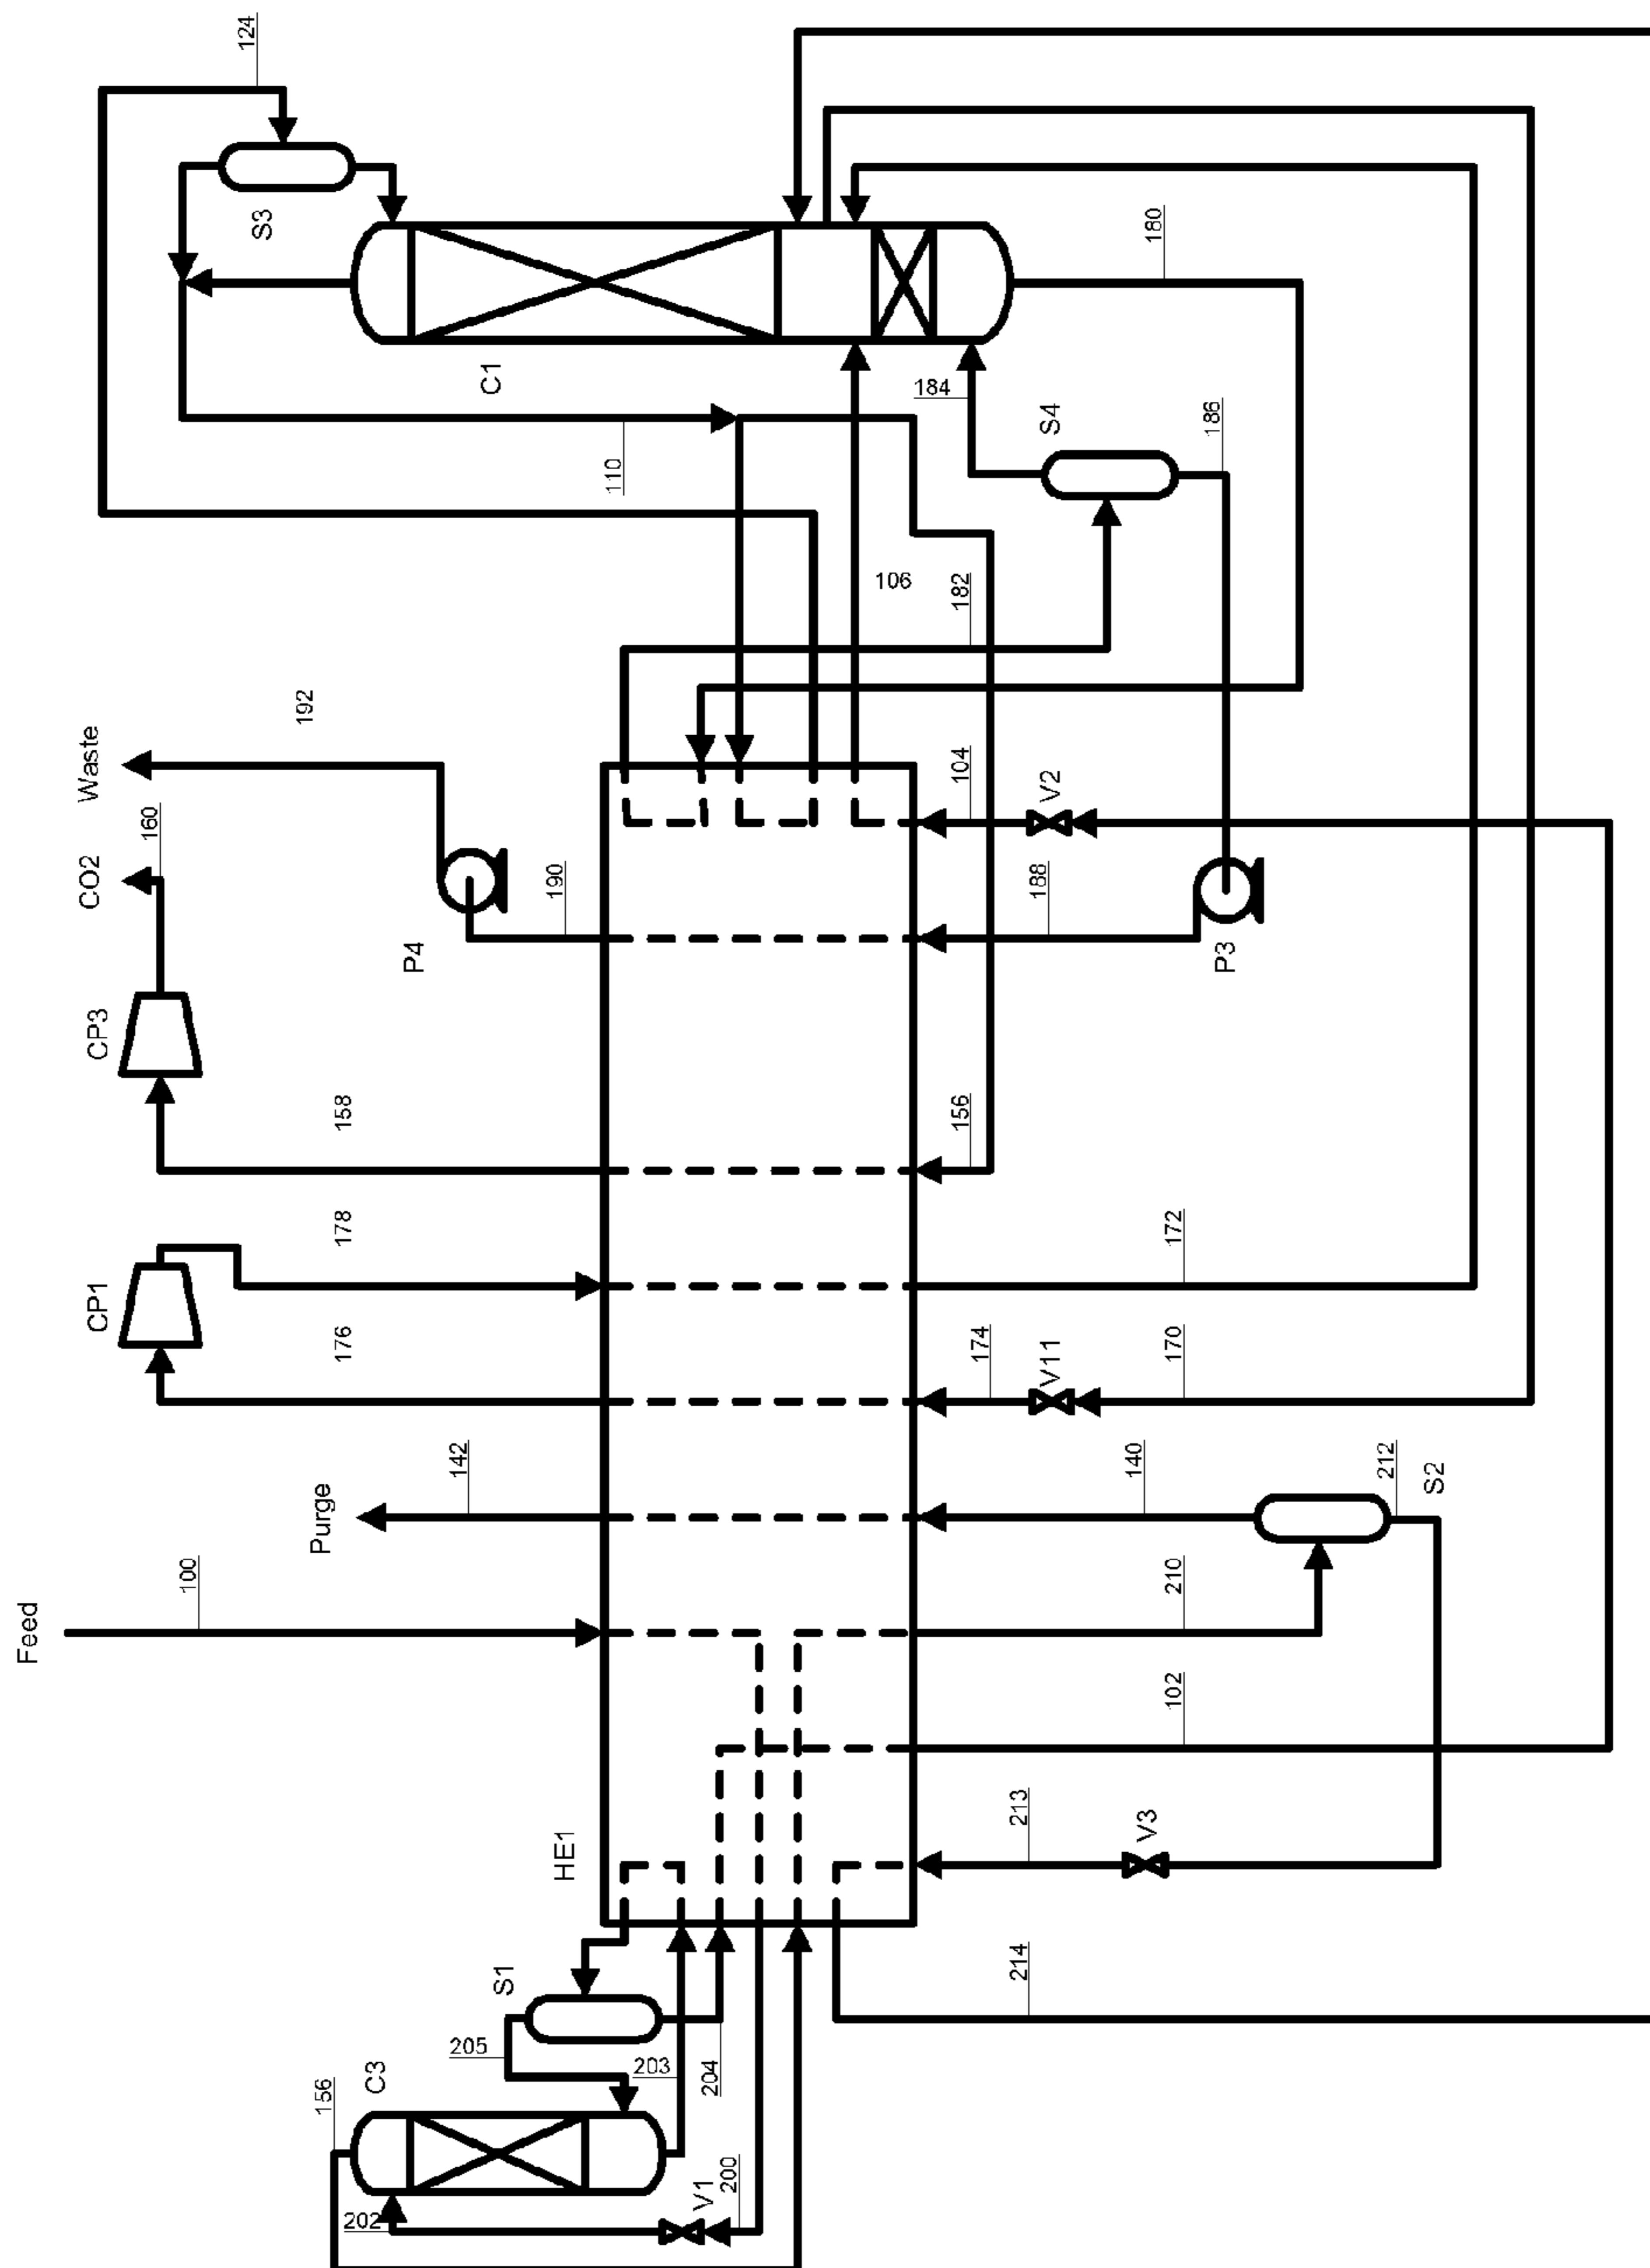 124
S3
C1
180
184
S4
186
110
106
182
192
Waste
160
CO2
104
V2
190
188
P4
P3
CP3
158
156
178
172
CP1
176
174
V11
170
142
140
Purge
212
S2
100
210
Feed
102
213
V3
HE1
214
S1
205
203
204
C3
156
V1
200
202